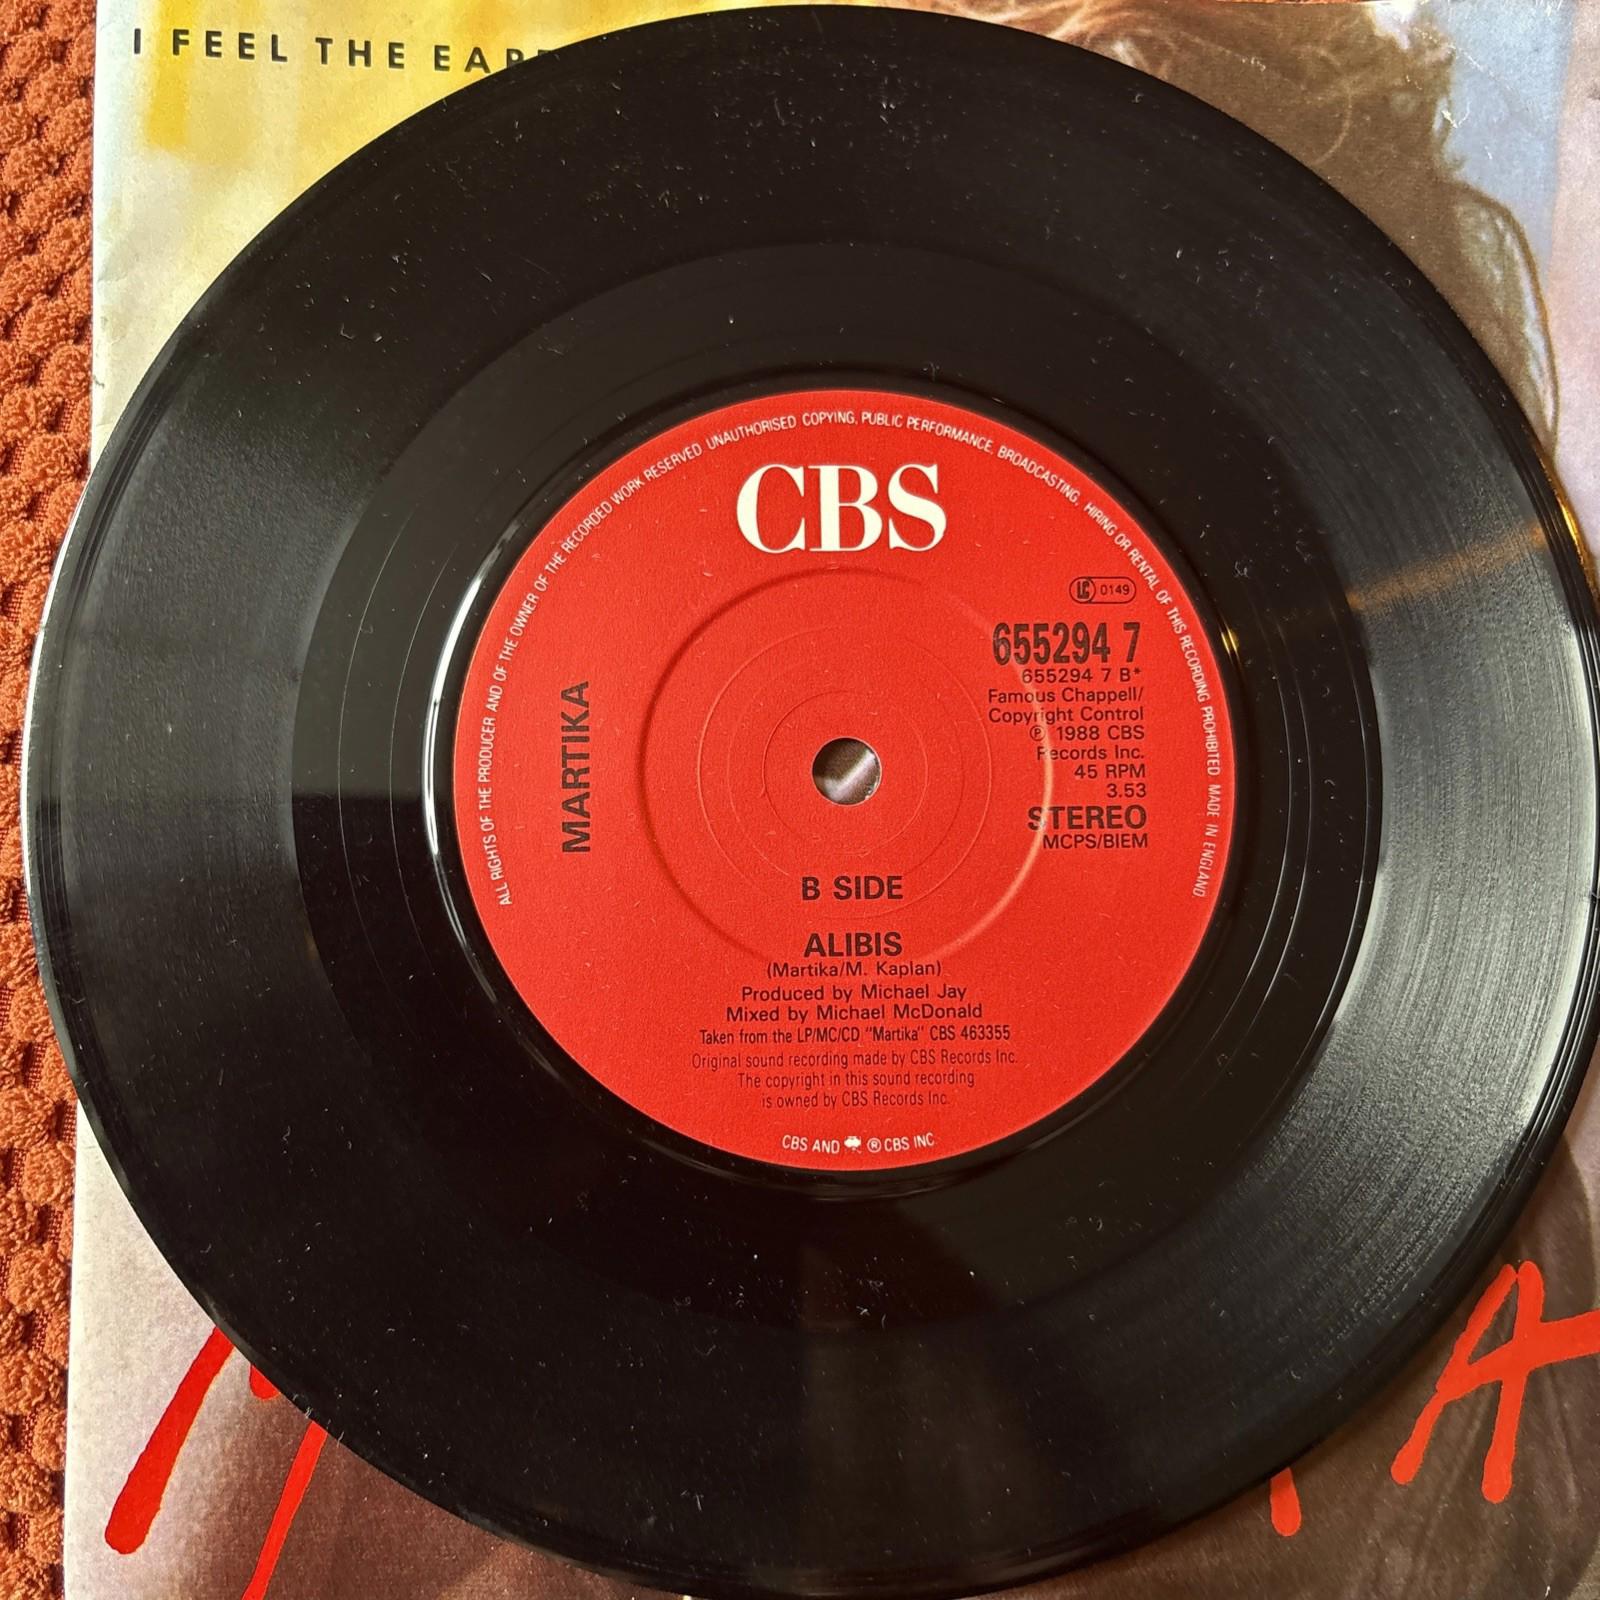 I FEEL THE EAR
ALL RIGHTS OF THE PRODUCER AND OF THE OWNER OF THE RECORDED WORK RESERVED UNAUTHORISED COPYING, PUBLIC PERFORMANCE, BROADCASTING, HIRING OR RENTAL OF THIS RECORDING PROHIBITED MADE IN ENGLAND.
CBS
LC 0149
MARTIKA
655294 7
655294 7 B*
Famous Chappell/
Copyright Control
℗ 1988 CBS
Records Inc.
45 RPM
3.53
STEREO
MCPS/BIEM
B SIDE
ALIBIS
(Martika/M. Kaplan)
Produced by Michael Jay
Mixed by Michael McDonald
Taken from the LP/MC/CD "Martika" CBS 463355
Original sound recording made by CBS Records Inc.
The copyright in this sound recording
is owned by CBS Records Inc.
CBS AND ® CBS INC
M A